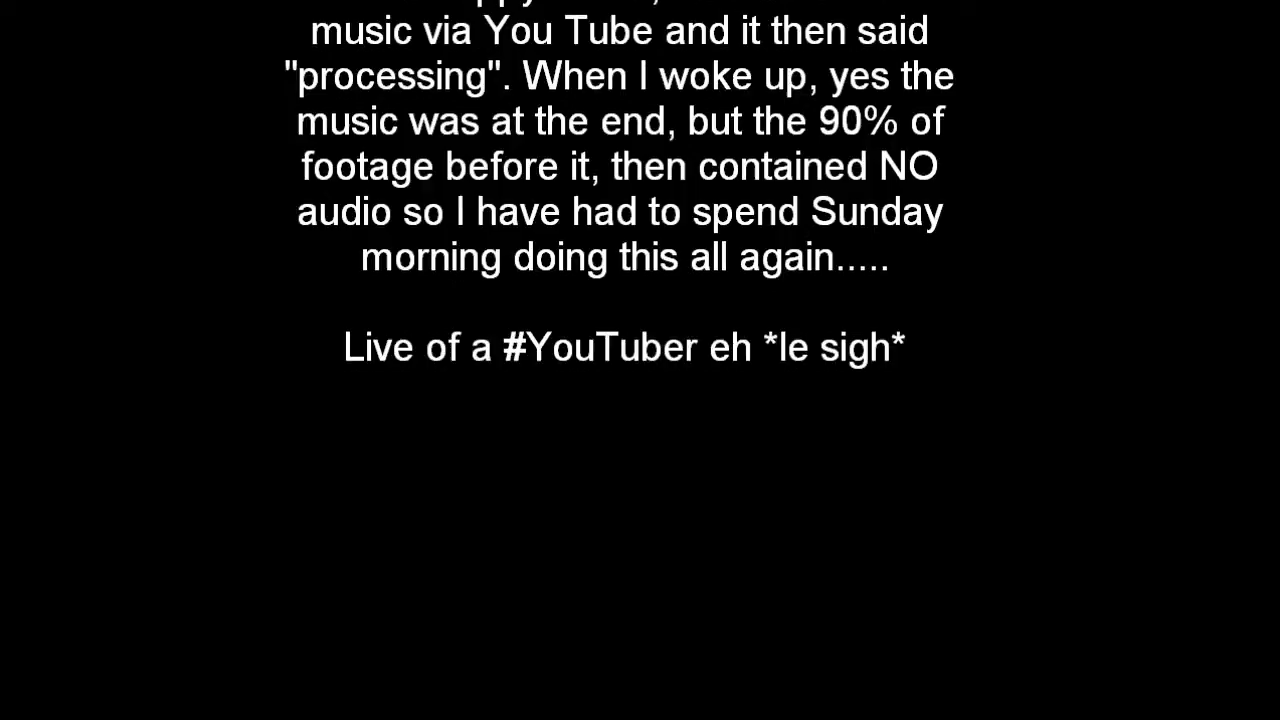 music via You Tube and it then said
"processing". When I woke up, yes the
music was at the end, but the 90% of
footage before it, then contained NO
audio so I have had to spend Sunday
morning doing this all again.....
Live of a #YouTuber eh *le sigh*